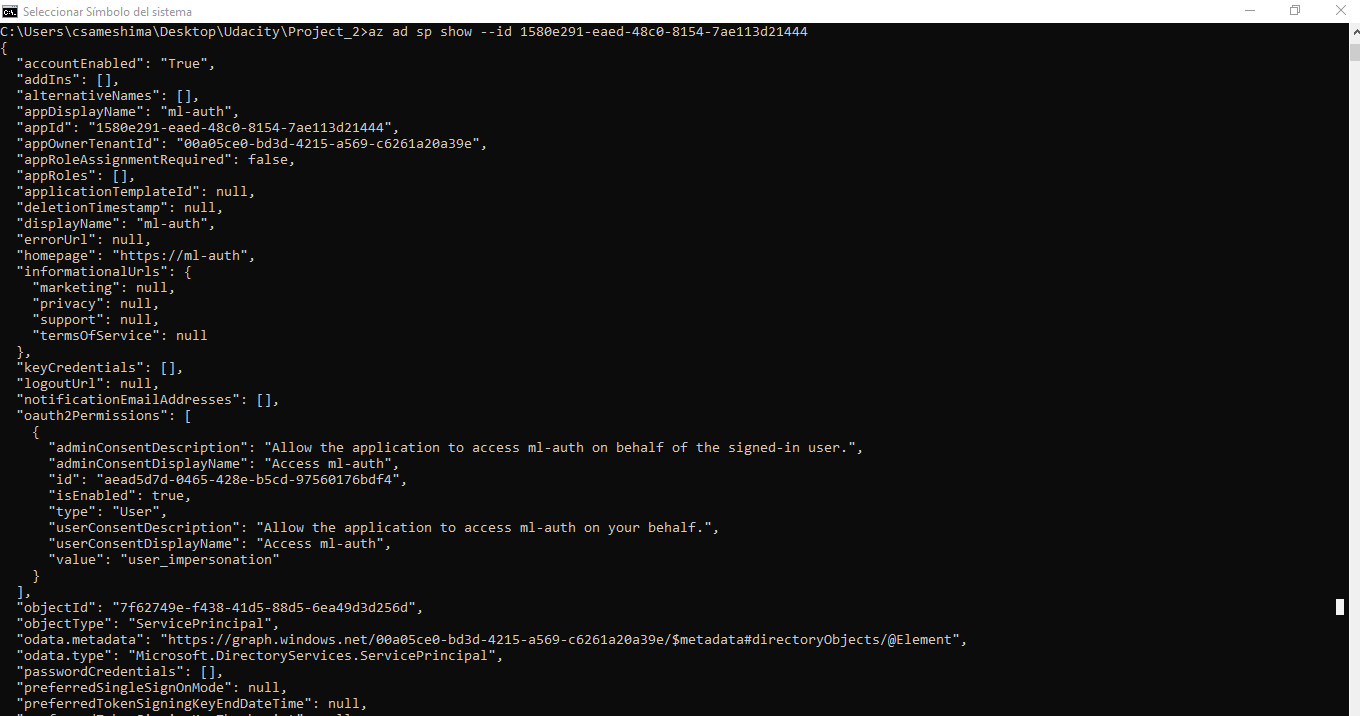 Seleccionar Símbolo del sistema
C:\Users\csameshima\Desktop\Udacity\Project_2>az ad sp show --id 1580e291-eaed-48c0-8154-7ae113d21444
{
  "accountEnabled": "True",
  "addIns": [],
  "alternativeNames": [],
  "appDisplayName": "ml-auth",
  "appId": "1580e291-eaed-48c0-8154-7ae113d21444",
  "appOwnerTenantId": "00a05ce0-bd3d-4215-a569-c6261a20a39e",
  "appRoleAssignmentRequired": false,
  "appRoles": [],
  "applicationTemplateId": null,
  "deletionTimestamp": null,
  "displayName": "ml-auth",
  "errorUrl": null,
  "homepage": "https://ml-auth",
  "informationalUrls": {
    "marketing": null,
    "privacy": null,
    "support": null,
    "termsOfService": null
  },
  "keyCredentials": [],
  "logoutUrl": null,
  "notificationEmailAddresses": [],
  "oauth2Permissions": [
    {
      "adminConsentDescription": "Allow the application to access ml-auth on behalf of the signed-in user.",
      "adminConsentDisplayName": "Access ml-auth",
      "id": "aead5d7d-0465-428e-b5cd-97560176bdf4",
      "isEnabled": true,
      "type": "User",
      "userConsentDescription": "Allow the application to access ml-auth on your behalf.",
      "userConsentDisplayName": "Access ml-auth",
      "value": "user_impersonation"
    }
  ],
  "objectId": "7f62749e-f438-41d5-88d5-6ea49d3d256d",
  "objectType": "ServicePrincipal",
  "odata.metadata": "https://graph.windows.net/00a05ce0-bd3d-4215-a569-c6261a20a39e/$metadata#directoryObjects/@Element",
  "odata.type": "Microsoft.DirectoryServices.ServicePrincipal",
  "passwordCredentials": [],
  "preferredSingleSignOnMode": null,
  "preferredTokenSigningKeyEndDateTime": null,